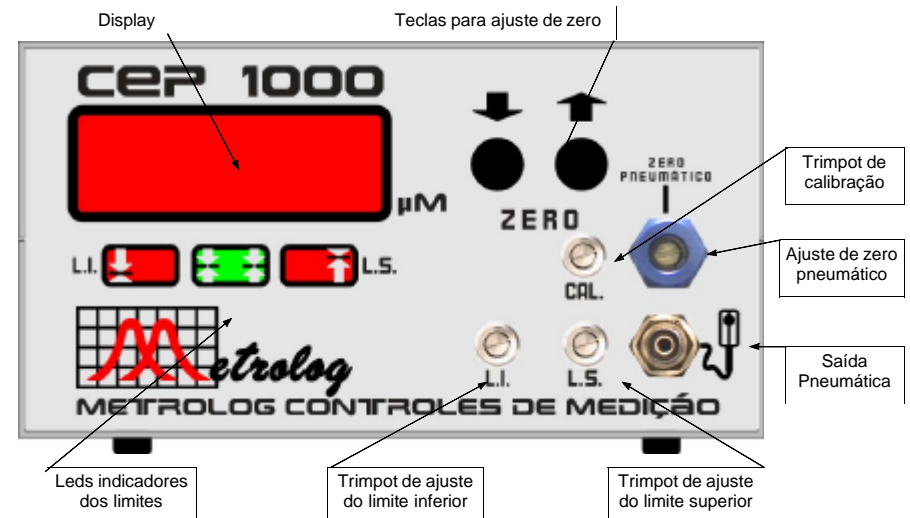 Display
Teclas para ajuste de zero
CEP 1000
µM
ZERO
PNEUMÁTICO
ZERO
Trimpot de
calibração
L.I.
L.S.
CAL.
Ajuste de zero
pneumático
Metrolog
L.I.
L.S.
Saída
Pneumática
METROLOG CONTROLES DE MEDIÇÃO
Leds indicadores
dos limites
Trimpot de ajuste
do limite inferior
Trimpot de ajuste
do limite superior